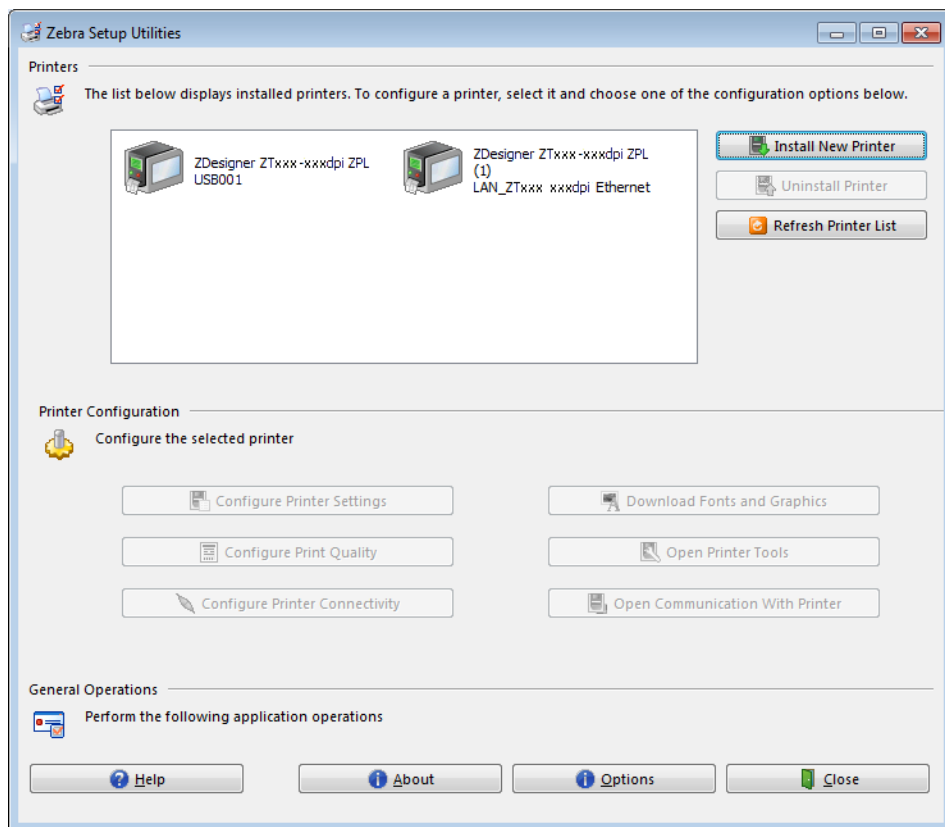 Zebra Setup Utilities
Printers
The list below displays installed printers. To configure a printer, select it and choose one of the configuration options below.
ZDesigner ZTxxx-xxxdpi ZPL
USB001
ZDesigner ZTxxx-xxxdpi ZPL
(1)
LAN_ZTxxx xxxdpi Ethernet
Install New Printer
Uninstall Printer
Refresh Printer List
Printer Configuration
Configure the selected printer
Configure Printer Settings
Download Fonts and Graphics
Configure Print Quality
Open Printer Tools
Configure Printer Connectivity
Open Communication With Printer
General Operations
Perform the following application operations
Help
About
Options
Close